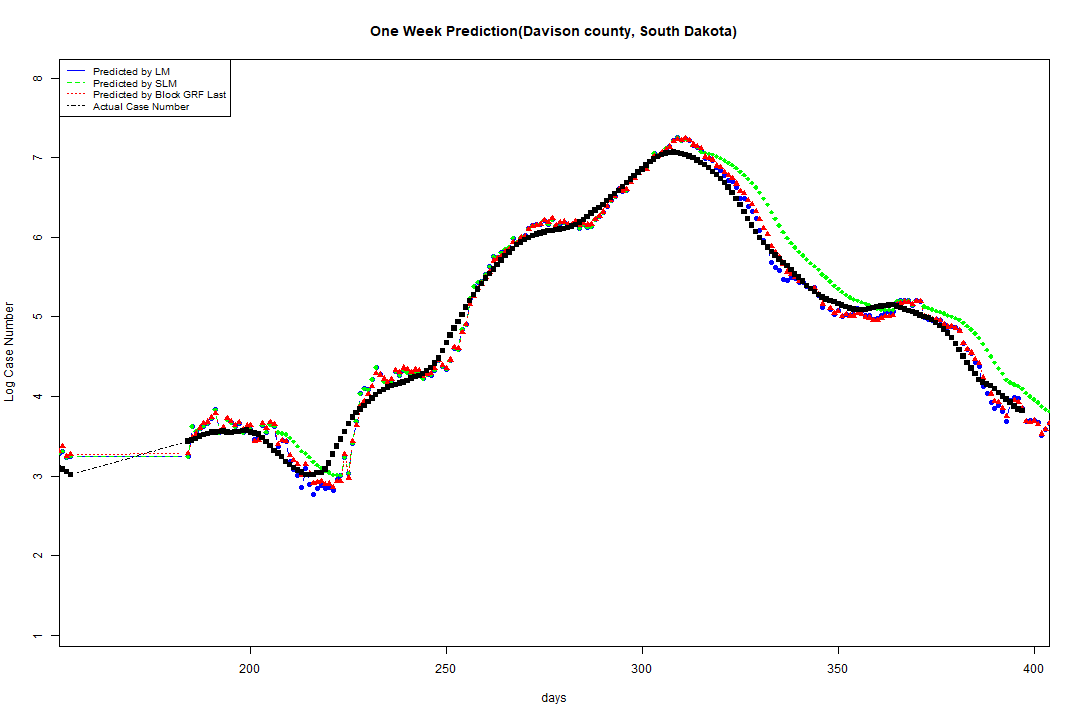 One Week Prediction(Davison county, South Dakota)
Predicted by LM
Predicted by SLM
Predicted by Block GRF Last
Actual Case Number
8
7
6
5
4
3
2
1
Log Case Number
200 250 300 350 400
days